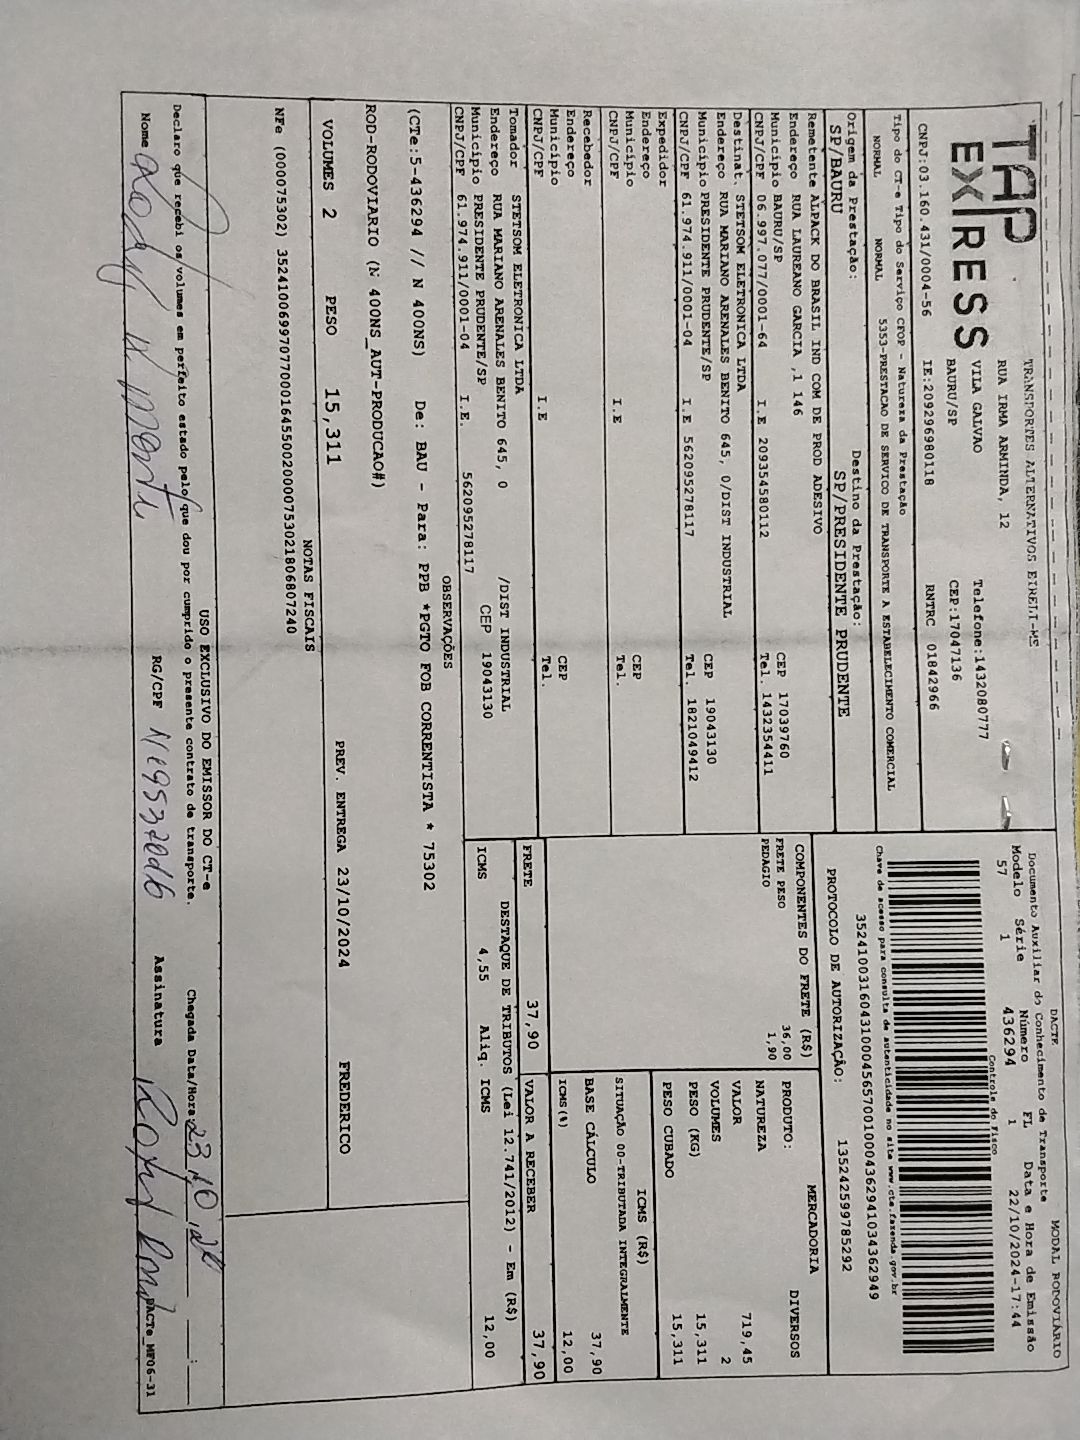 TAP
EXPRESS
TRANSPORTES ALTERNATIVOS EIRELI-ME
RUA IRMA ARMINDA, 12
VILA GALVAO Telefone:1432080777
BAURU/SP CEP:17047136
CNPJ:03.160.431/0004-56 IE:209296980118 RNTRC 01842966
DACTE MODAL RODOVIÁRIO
Documento Auxiliar do Conhecimento de Transporte
Modelo Série Número FL Data e Hora de Emissão
57 1 436294 1 22/10/2024-17:44
Controle do Fisco
Chave de acesso para consulta de autenticidade no site www.cte.fazenda.gov.br
35241003160431000456570010004362941034362949
PROTOCOLO DE AUTORIZAÇÃO: 135242599785292
Tipo do CT-e Tipo do Serviço CFOP - Natureza da Prestação
NORMAL NORMAL 5353-PRESTACAO DE SERVICO DE TRANSPORTE A ESTABELECIMENTO COMERCIAL
Origem da Prestação: Destino da Prestação:
SP/BAURU SP/PRESIDENTE PRUDENTE
Remetente ALPACK DO BRASIL IND COM DE PROD ADESIVO
Endereço RUA LAUREANO GARCIA ,1 146
Município BAURU/SP CEP 17039760
CNPJ/CPF 06.997.077/0001-64 I.E 209354580112 Tel. 1432354411
Destinat. STETSOM ELETRONICA LTDA
Endereço RUA MARIANO ARENALES BENITO 645, 0/DIST INDUSTRIAL
Município PRESIDENTE PRUDENTE/SP CEP 19043130
CNPJ/CPF 61.974.911/0001-04 I.E 562095278117 Tel. 1821049412
Expedidor
Endereço
Município CEP
CNPJ/CPF I.E Tel.
Recebedor
Endereço
Município CEP
CNPJ/CPF I.E Tel.
Tomador STETSOM ELETRONICA LTDA
Endereço RUA MARIANO ARENALES BENITO 645, 0 /DIST INDUSTRIAL
Município PRESIDENTE PRUDENTE/SP CEP 19043130
CNPJ/CPF 61.974.911/0001-04 I.E. 562095278117
COMPONENTES DO FRETE (R$)
FRETE PESO 36,00
PEDAGIO 1,90
MERCADORIA
PRODUTO: DIVERSOS
NATUREZA
VALOR 719,45
VOLUMES 2
PESO (KG) 15,311
PESO CUBADO 15,311
ICMS (R$)
SITUAÇÃO 00-TRIBUTADA INTEGRALMENTE
BASE CÁLCULO 37,90
ICMS(%) 12,00
FRETE 37,90 VALOR A RECEBER 37,90
DESTAQUE DE TRIBUTOS (Lei 12.741/2012) - Em (R$)
ICMS 4,55 Aliq. ICMS 12,00
OBSERVAÇÕES
(CTe:5-436294 // N 400NS) De: BAU - Para: PPB *PGTO FOB CORRENTISTA * 75302
ROD-RODOVIARIO (N 400NS_AUT-PRODUCAO#)
VOLUMES 2 PESO 15,311 PREV. ENTREGA 23/10/2024 FREDERICO
NOTAS FISCAIS
NFe (000075302) 35241006997077000164550020000753021806807240
USO EXCLUSIVO DO EMISSOR DO CT-e
Declaro que recebi os volumes em perfeito estado pelo que dou por cumprido o presente contrato de transporte. Chegada Data/Hora 23 10 24 :
Nome RG/CPF Assinatura
DACTe_MF06-31